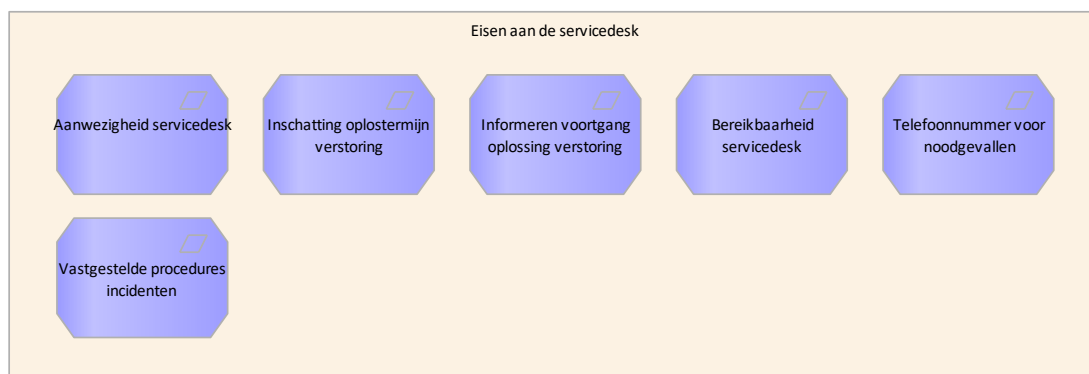 Eisen aan de servicedesk
Aanwezigheid servicedesk
Inschatting oplostermijn
verstoring
Informeren voortgang
oplossing verstoring
Bereikbaarheid
servicedesk
Telefoonnummer voor
noodgevallen
Vastgestelde procedures
incidenten